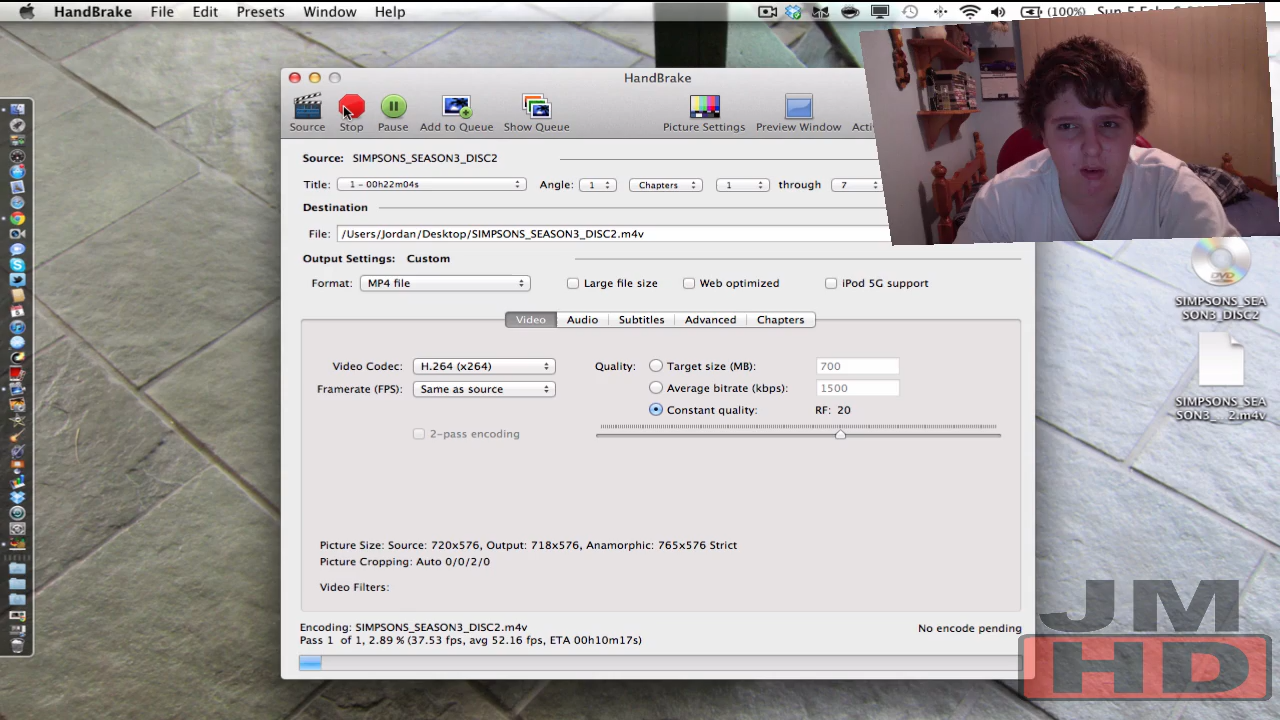 HandBrake File Edit Presets Window Help (100%) Sun 5 Feb
HandBrake
Source Stop Pause Add to Queue Show Queue Picture Settings Preview Window Acti
Source: SIMPSONS_SEASON3_DISC2
Title: 1 - 00h22m04s Angle: 1 Chapters 1 through 7
Destination
File: /Users/Jordan/Desktop/SIMPSONS_SEASON3_DISC2.m4v
Output Settings: Custom
Format: MP4 file Large file size Web optimized iPod 5G support
Video Audio Subtitles Advanced Chapters
Video Codec: H.264 (x264) Quality: Target size (MB): 700
Framerate (FPS): Same as source Average bitrate (kbps): 1500
Constant quality: RF: 20
2-pass encoding
Picture Size: Source: 720x576, Output: 718x576, Anamorphic: 765x576 Strict
Picture Cropping: Auto 0/0/2/0
Video Filters:
Encoding: SIMPSONS_SEASON3_DISC2.m4v
Pass 1 of 1, 2.89 % (37.53 fps, avg 52.16 fps, ETA 00h10m17s)
No encode pending
DVD
SIMPSONS_SEA
SON3_DISC2
SIMPSONS_SEA
SON3_ ... 2.m4v
JM
HD